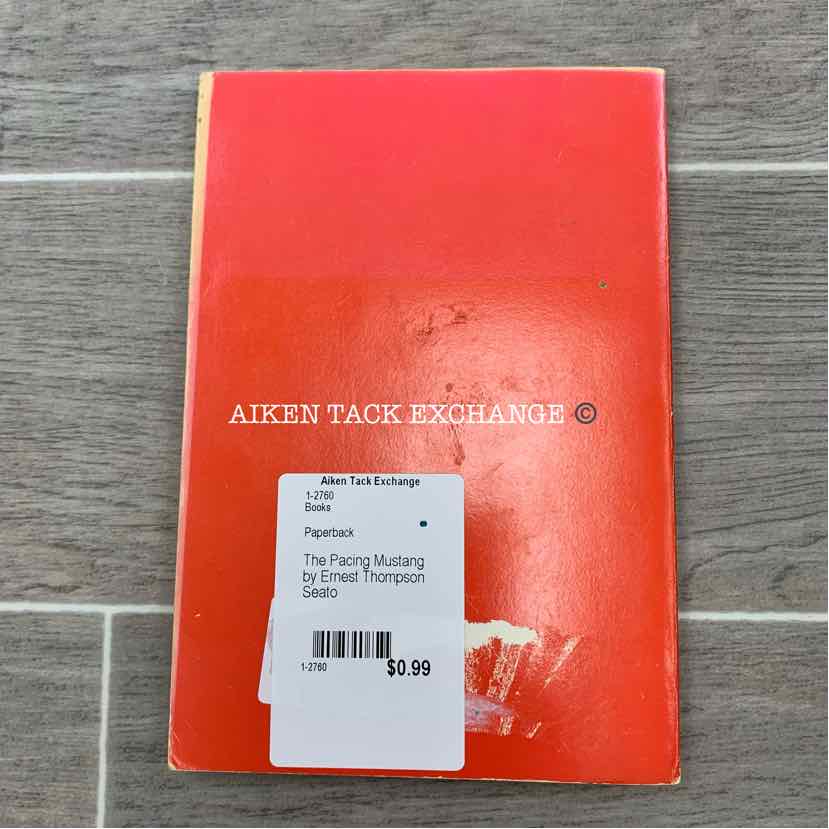 AIKEN TACK EXCHANGE ©
Aiken Tack Exchange
1-2760
Books
Paperback
The Pacing Mustang
by Ernest Thompson
Seato
1-2760
$0.99